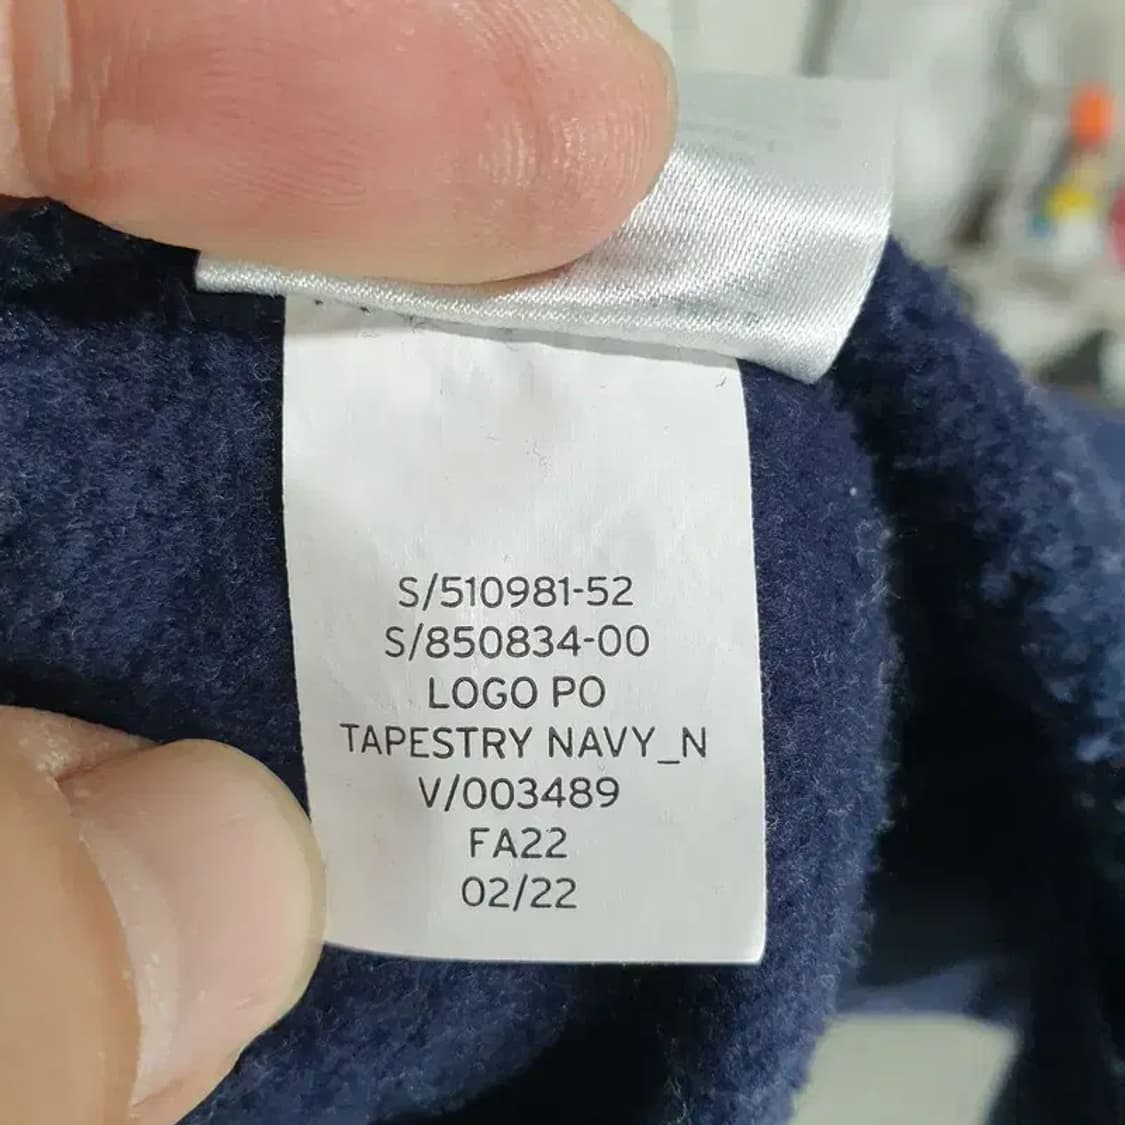 S/510981-52
S/850834-00
LOGO PO
TAPESTRY NAVY_N
V/003489
FA22
02/22